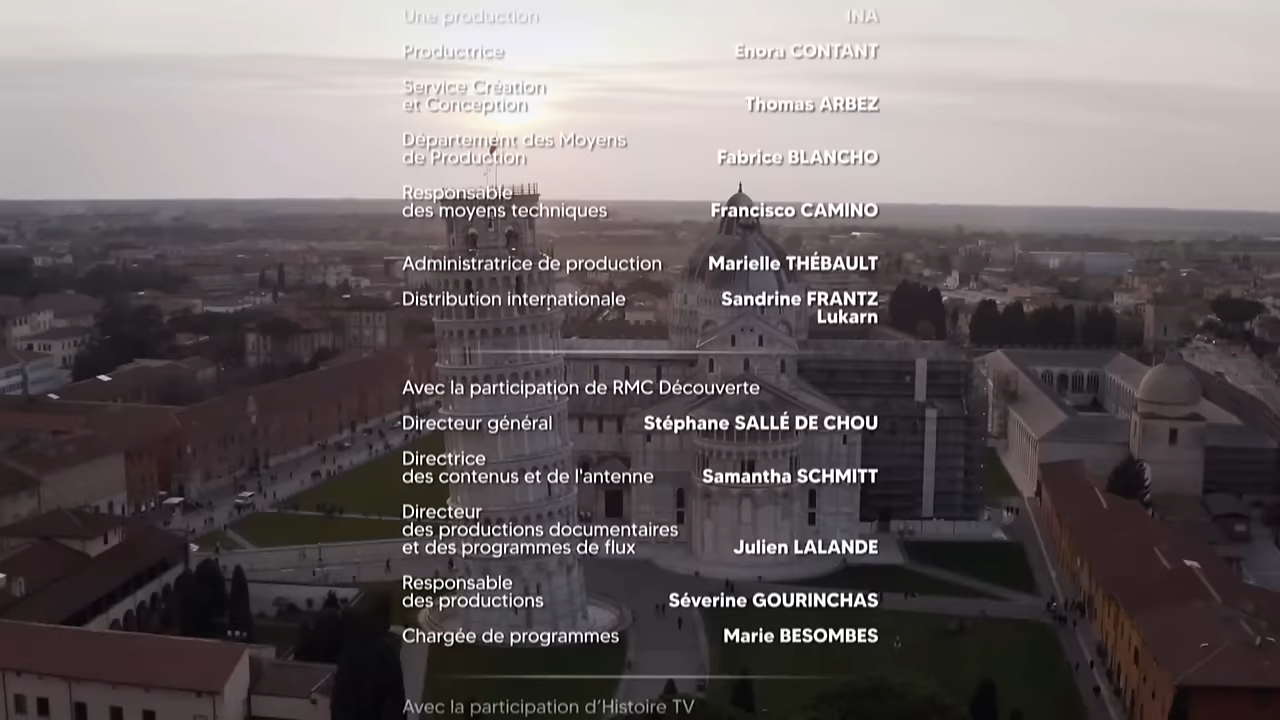 Une production INA
Productrice Enora CONTANT
Service Création
et Conception Thomas ARBEZ
Département des Moyens
de Production Fabrice BLANCHO
Responsable
des moyens techniques Francisco CAMINO
Administratrice de production Marielle THÉBAULT
Distribution internationale Sandrine FRANTZ
Lukarn
Avec la participation de RMC Découverte
Directeur général Stéphane SALLÉ DE CHOU
Directrice
des contenus et de l'antenne Samantha SCHMITT
Directeur
des productions documentaires
et des programmes de flux Julien LALANDE
Responsable
des productions Séverine GOURINCHAS
Chargée de programmes Marie BESOMBES
Avec la participation d'Histoire TV